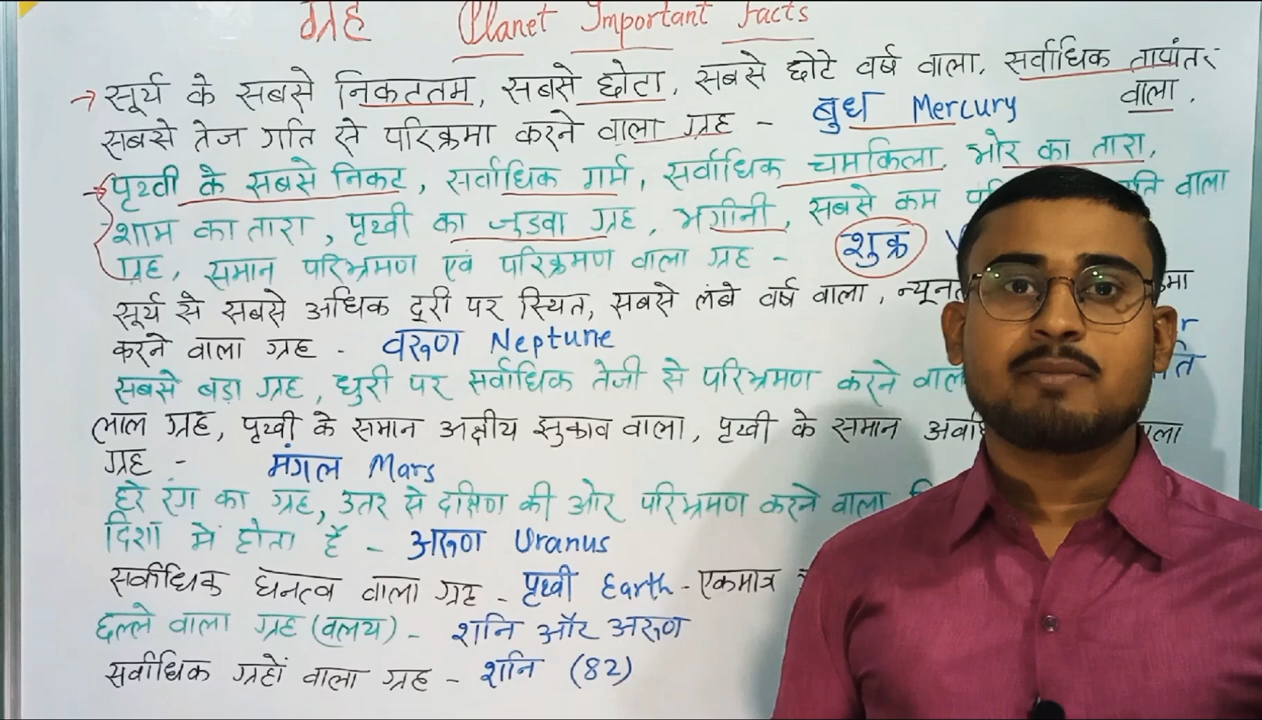 ग्रह Planet Important Facts
→ सूर्य के सबसे निकटतम, सबसे छोटा, सबसे छोटे वर्ष वाला, सर्वाधिक तापांतर वाला,
सबसे तेज गति से परिक्रमा करने वाला ग्रह - बुध Mercury
→ पृथ्वी के सबसे निकट, सर्वाधिक गर्म, सर्वाधिक चमकिला, भोर का तारा,
शाम का तारा, पृथ्वी का जुडवा ग्रह, भगीनी, सबसे कम वाला
ग्रह, समान परिभ्रमण एवं परिक्रमण वाला ग्रह - शुक्र
सूर्य से सबसे अधिक दूरी पर स्थित, सबसे लंबे वर्ष वाला,
करने वाला ग्रह - वरूण Neptune
सबसे बड़ा ग्रह, धुरी पर सर्वाधिक तेजी से परिभ्रमण करने
लाल ग्रह, पृथ्वी के समान अक्षीय झुकाव वाला, पृथ्वी के समान
ग्रह - मंगल Mars
हरे रंग का ग्रह, उतर से दक्षिण की ओर परिभ्रमण करने वाला
दिशा में होता है - अरूण Uranus
सर्वाधिक घनत्व वाला ग्रह - पृथ्वी Earth - एकमात्र
छल्ले वाला ग्रह (वलय) - शनि और अरूण
सर्वाधिक ग्रहों वाला ग्रह - शनि (82)